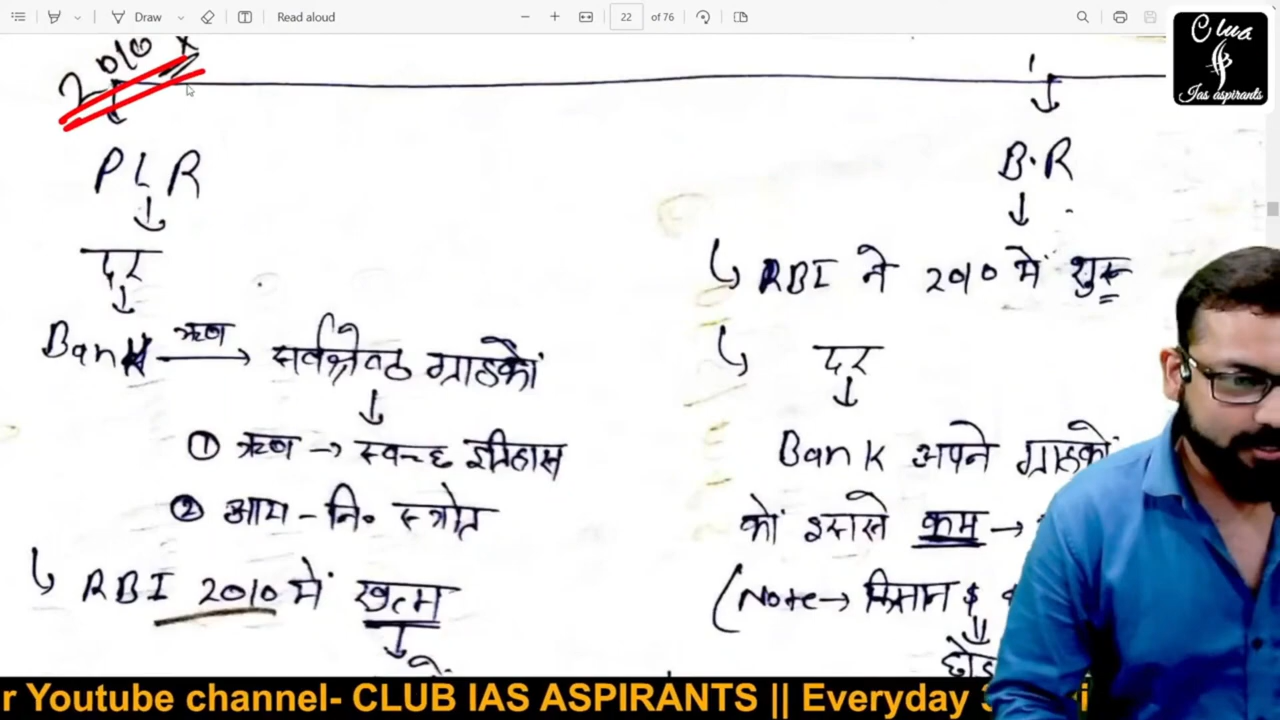 Draw
Read aloud
22 of 76
Club
Ias aspirants
2010 X
PLR
दर
Bank ऋण सर्वश्रेष्ठ ग्राहकों
① ऋण → स्वच्छ इतिहास
② आय - नि० स्त्रोत
RBI 2010 में खत्म
B.R
RBI ने 2010 में शुरू
दर
Bank अपने ग्राहकों
कों इससे कम →
(Note → किसान $
r Youtube channel- CLUB IAS ASPIRANTS || Everyday 3